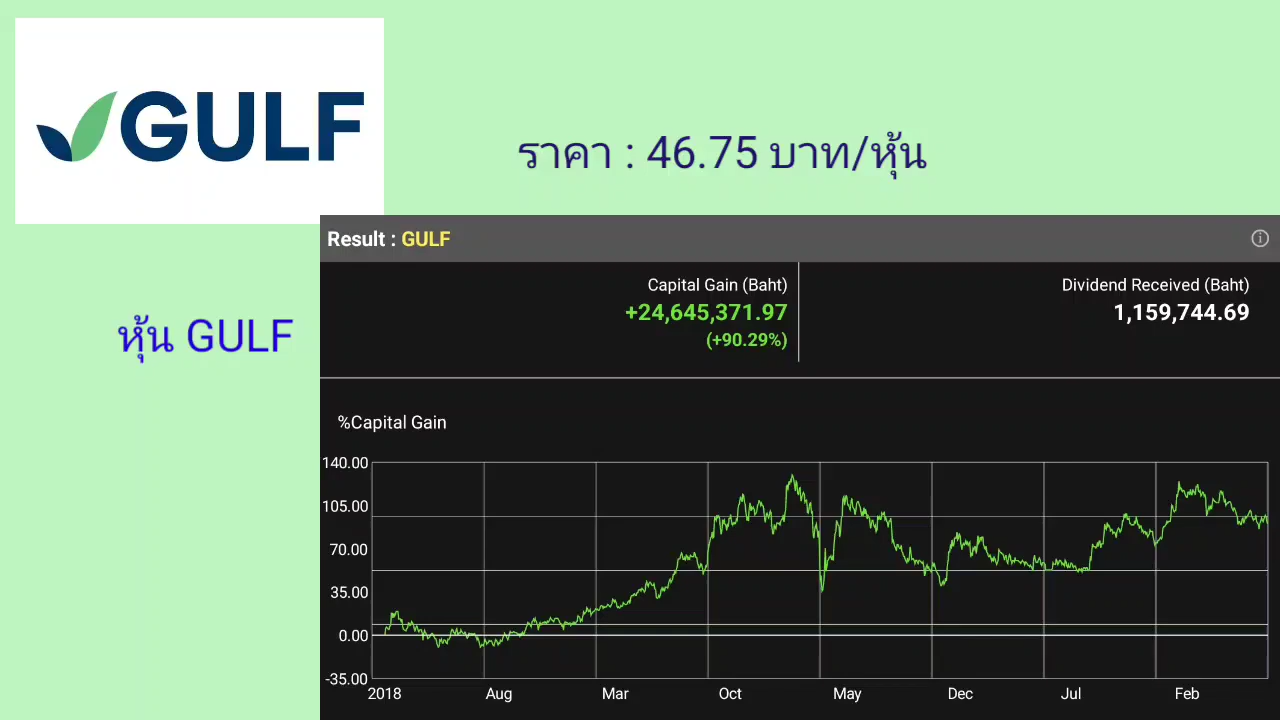 GULF
ราคา : 46.75 บาท/หุ้น
หุ้น GULF
Result : GULF
Capital Gain (Baht)
+24,645,371.97
(+90.29%)
Dividend Received (Baht)
1,159,744.69
%Capital Gain
140.00
105.00
70.00
35.00
0.00
-35.00
2018 Aug Mar Oct May Dec Jul Feb